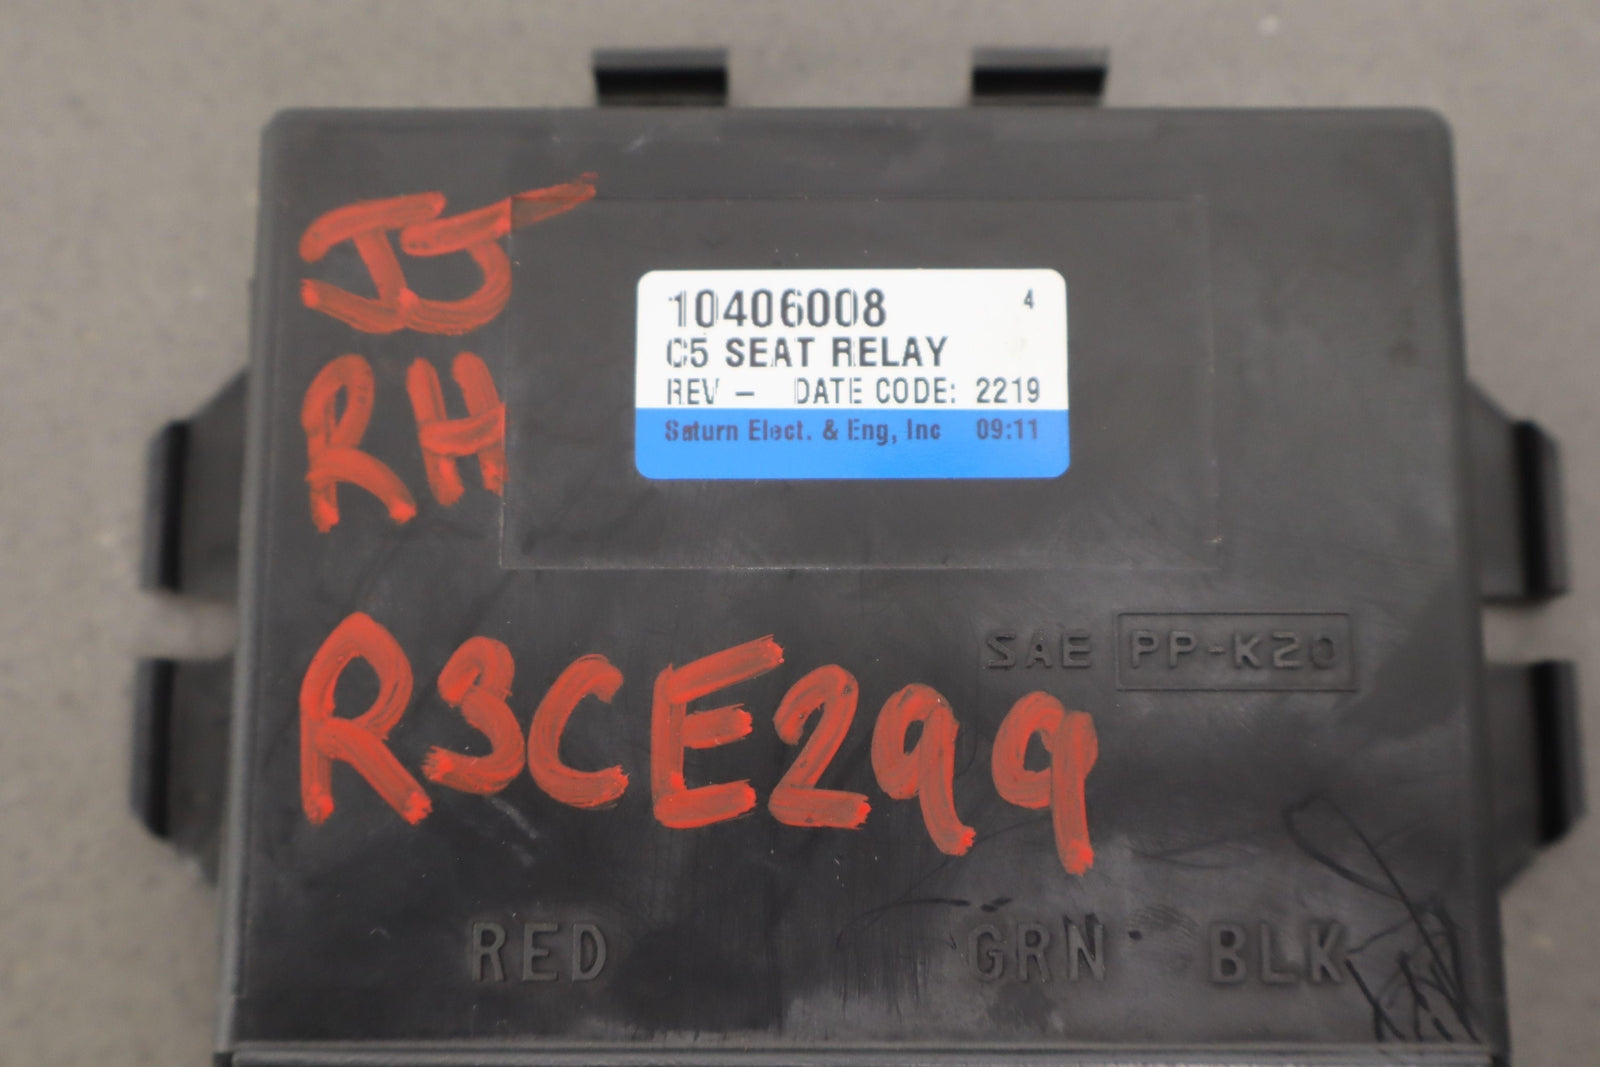 RH
10406008 4
C5 SEAT RELAY
REV – DATE CODE: 2219
Saturn Elect. & Eng, Inc 09:11
SAE PP-K20
R3CE299
RED GRN BLK